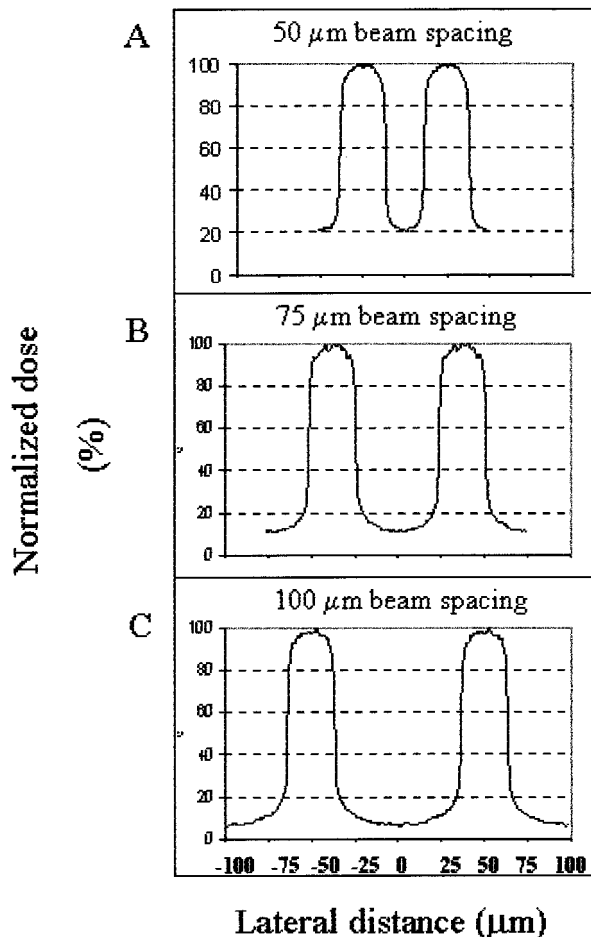 A
50 μm beam spacing
100
80
60
40
20
0
B
75 μm beam spacing
100
80
60
40
20
0
Normalized dose
(%)
C
100 μm beam spacing
100
80
60
40
20
0
-100 -75 -50 -25 0 25 50 75 100
Lateral distance (μm)